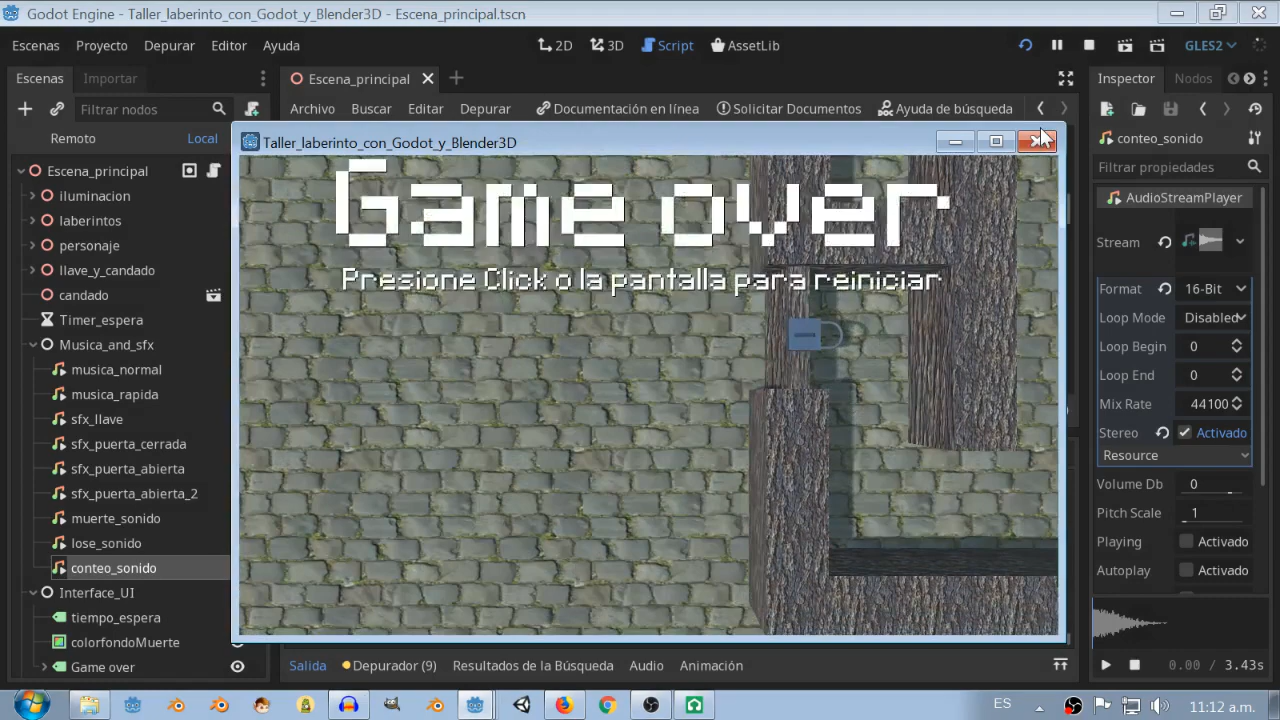 Godot Engine - Taller_laberinto_con_Godot_y_Blender3D - Escena_principal.tscn
Escenas Proyecto Depurar Editor Ayuda
2D 3D Script AssetLib
GLES2
Escenas Importar
Escena_principal
Inspector Nodos
Filtrar nodos
Archivo Buscar Editar Depurar Documentación en línea Solicitar Documentos Ayuda de búsqueda
Remoto Local
conteo_sonido
Filtrar propiedades
Taller_laberinto_con_Godot_y_Blender3D
Game over
Presione Click o la pantalla para reiniciar
Escena_principal
iluminacion
laberintos
personaje
llave_y_candado
candado
Timer_espera
Musica_and_sfx
musica_normal
musica_rapida
sfx_llave
sfx_puerta_cerrada
sfx_puerta_abierta
sfx_puerta_abierta_2
muerte_sonido
lose_sonido
conteo_sonido
Interface_UI
tiempo_espera
colorfondoMuerte
Game over
AudioStreamPlayer
Stream
Format 16-Bit
Loop Mode Disabled
Loop Begin 0
Loop End 0
Mix Rate 44100
Stereo Activado
Resource
Volume Db 0
Pitch Scale 1
Playing Activado
Autoplay Activado
0.00 / 3.43s
Salida Depurador (9) Resultados de la Búsqueda Audio Animación
ES
11:12 a.m.